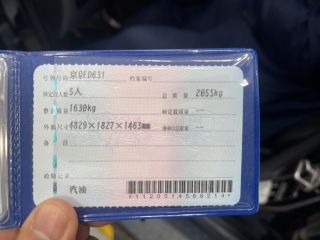 号牌号码 京QED631 档案编号
核定载人数 5人 总质量 2055kg
整备质量 1630kg 核定载质量 --
外廓尺寸 4829×1827×1463mm 准牵引总质量 --
备注
检验记录
汽油